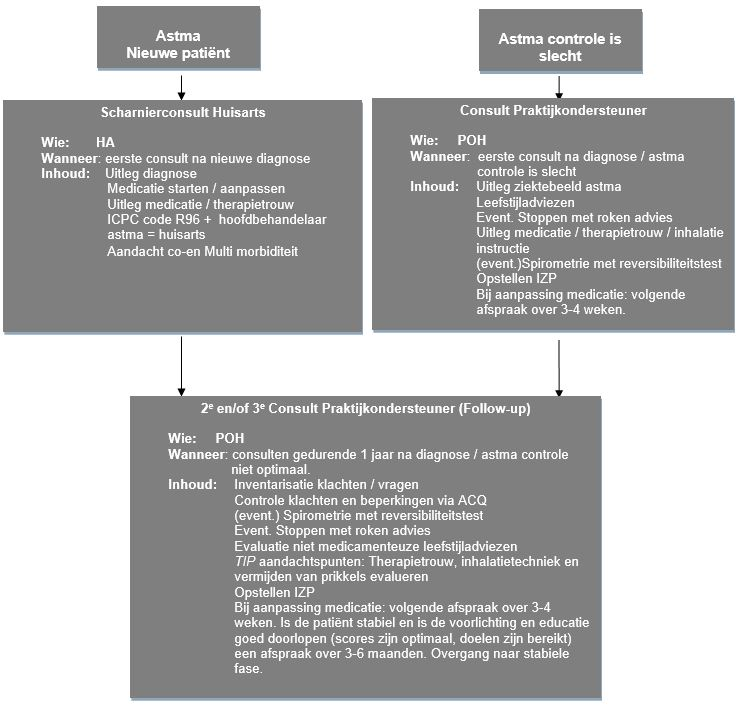 Astma
Nieuwe patiënt
Astma controle is
slecht
Scharnierconsult Huisarts
Wie: HA
Wanneer: eerste consult na nieuwe diagnose
Inhoud: Uitleg diagnose
Medicatie starten / aanpassen
Uitleg medicatie / therapietrouw
ICPC code R96 + hoofdbehandelaar
astma = huisarts
Aandacht co-en Multi morbiditeit
Consult Praktijkondersteuner
Wie: POH
Wanneer: eerste consult na diagnose / astma
controle is slecht
Inhoud: Uitleg ziektebeeld astma
Leefstijladviezen
Event. Stoppen met roken advies
Uitleg medicatie / therapietrouw / inhalatie
instructie
(event.)Spirometrie met reversibiliteitstest
Opstellen IZP
Bij aanpassing medicatie: volgende
afspraak over 3-4 weken.
2e en/of 3e Consult Praktijkondersteuner (Follow-up)
Wie: POH
Wanneer: consulten gedurende 1 jaar na diagnose / astma controle
niet optimaal.
Inhoud: Inventarisatie klachten / vragen
Controle klachten en beperkingen via ACQ
(event.) Spirometrie met reversibiliteitstest
Event. Stoppen met roken advies
Evaluatie niet medicamenteuze leefstijladviezen
TIP aandachtspunten: Therapietrouw, inhalatietechniek en
vermijden van prikkels evalueren
Opstellen IZP
Bij aanpassing medicatie: volgende afspraak over 3-4
weken. Is de patiënt stabiel en is de voorlichting en educatie
goed doorlopen (scores zijn optimaal, doelen zijn bereikt)
een afspraak over 3-6 maanden. Overgang naar stabiele
fase.